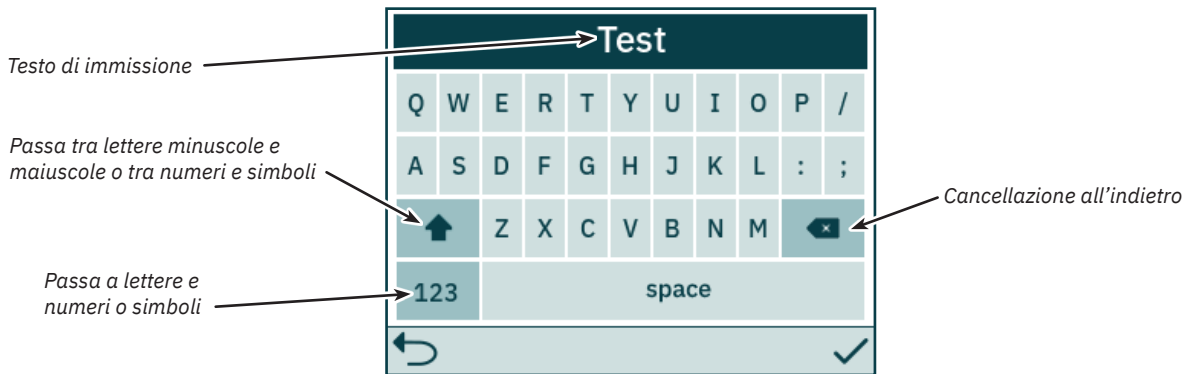 Test
Testo di immissione
Q W E R T Y U I O P /
Passa tra lettere minuscole e
maiuscole o tra numeri e simboli
A S D F G H J K L : ;
Cancellazione all'indietro
Z X C V B N M
Passa a lettere e
numeri o simboli
123 space